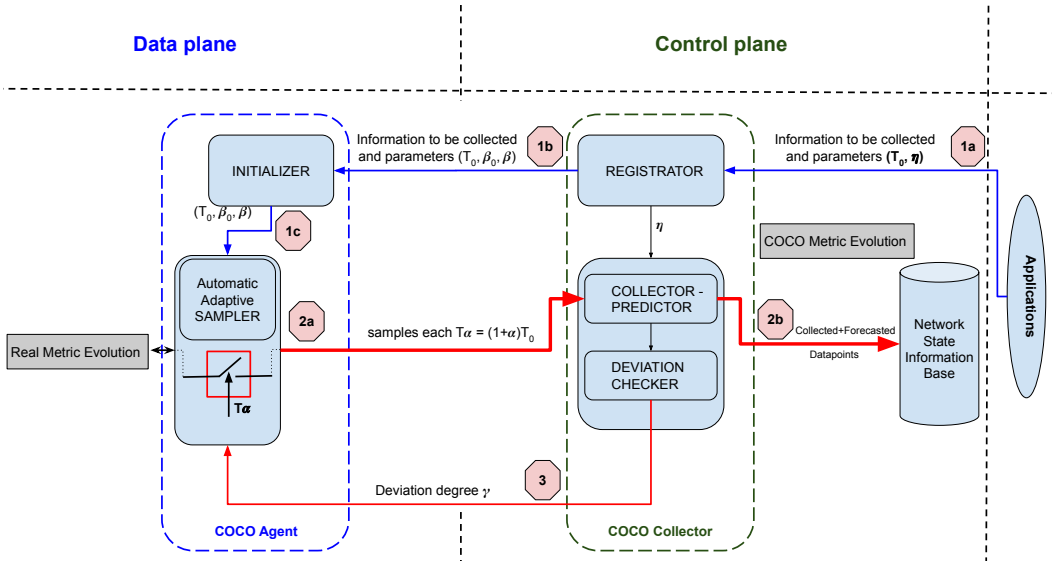 Data plane
Control plane
Information to be collected
and parameters (T₀, β₀, β)
1b
Information to be collected
and parameters (T₀, η)
1a
INITIALIZER
REGISTRATOR
(T₀, β₀, β)
1c
η
COCO Metric Evolution
Applications
Automatic
Adaptive
SAMPLER
2a
COLLECTOR -
PREDICTOR
2b
samples each Tα = (1+α)T₀
Collected+Forecasted
Datapoints
Network
State
Information
Base
Real Metric Evolution
DEVIATION
CHECKER
Tα
3
Deviation degree γ
COCO Agent
COCO Collector